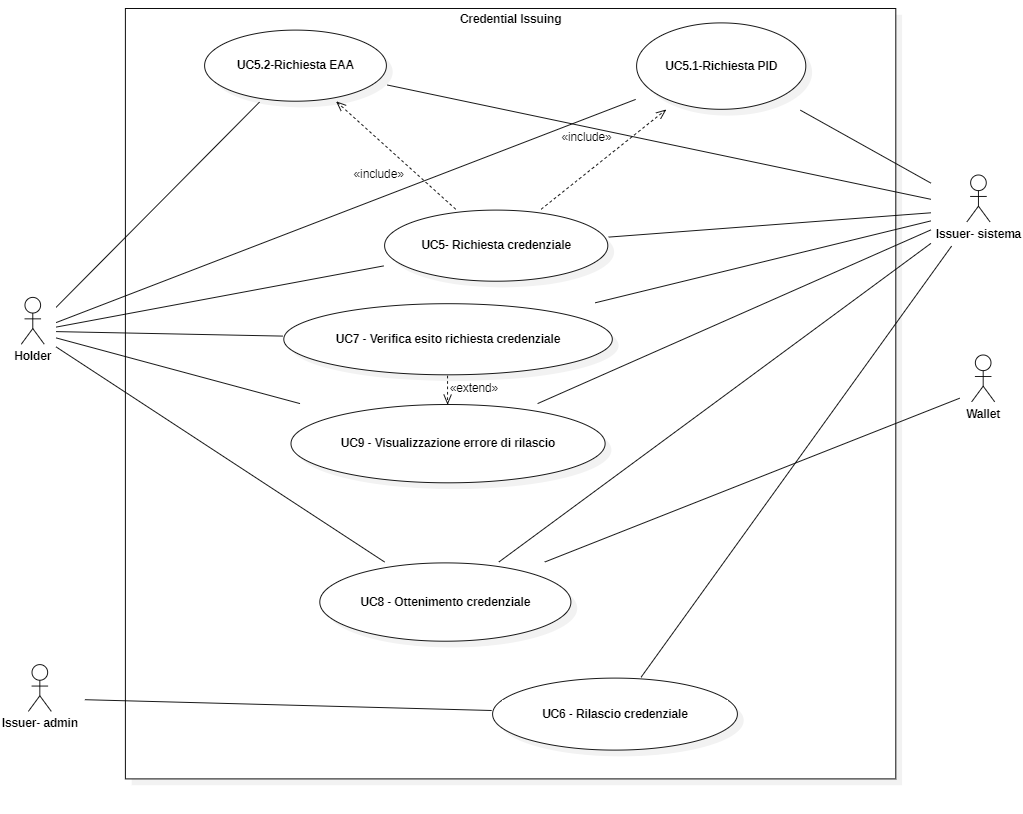 Credential Issuing
UC5.2-Richiesta EAA
UC5.1-Richiesta PID
«include»
«include»
Issuer- sistema
UC5- Richiesta credenziale
UC7 - Verifica esito richiesta credenziale
Holder
«extend»
Wallet
UC9 - Visualizzazione errore di rilascio
UC8 - Ottenimento credenziale
UC6 - Rilascio credenziale
Issuer- admin